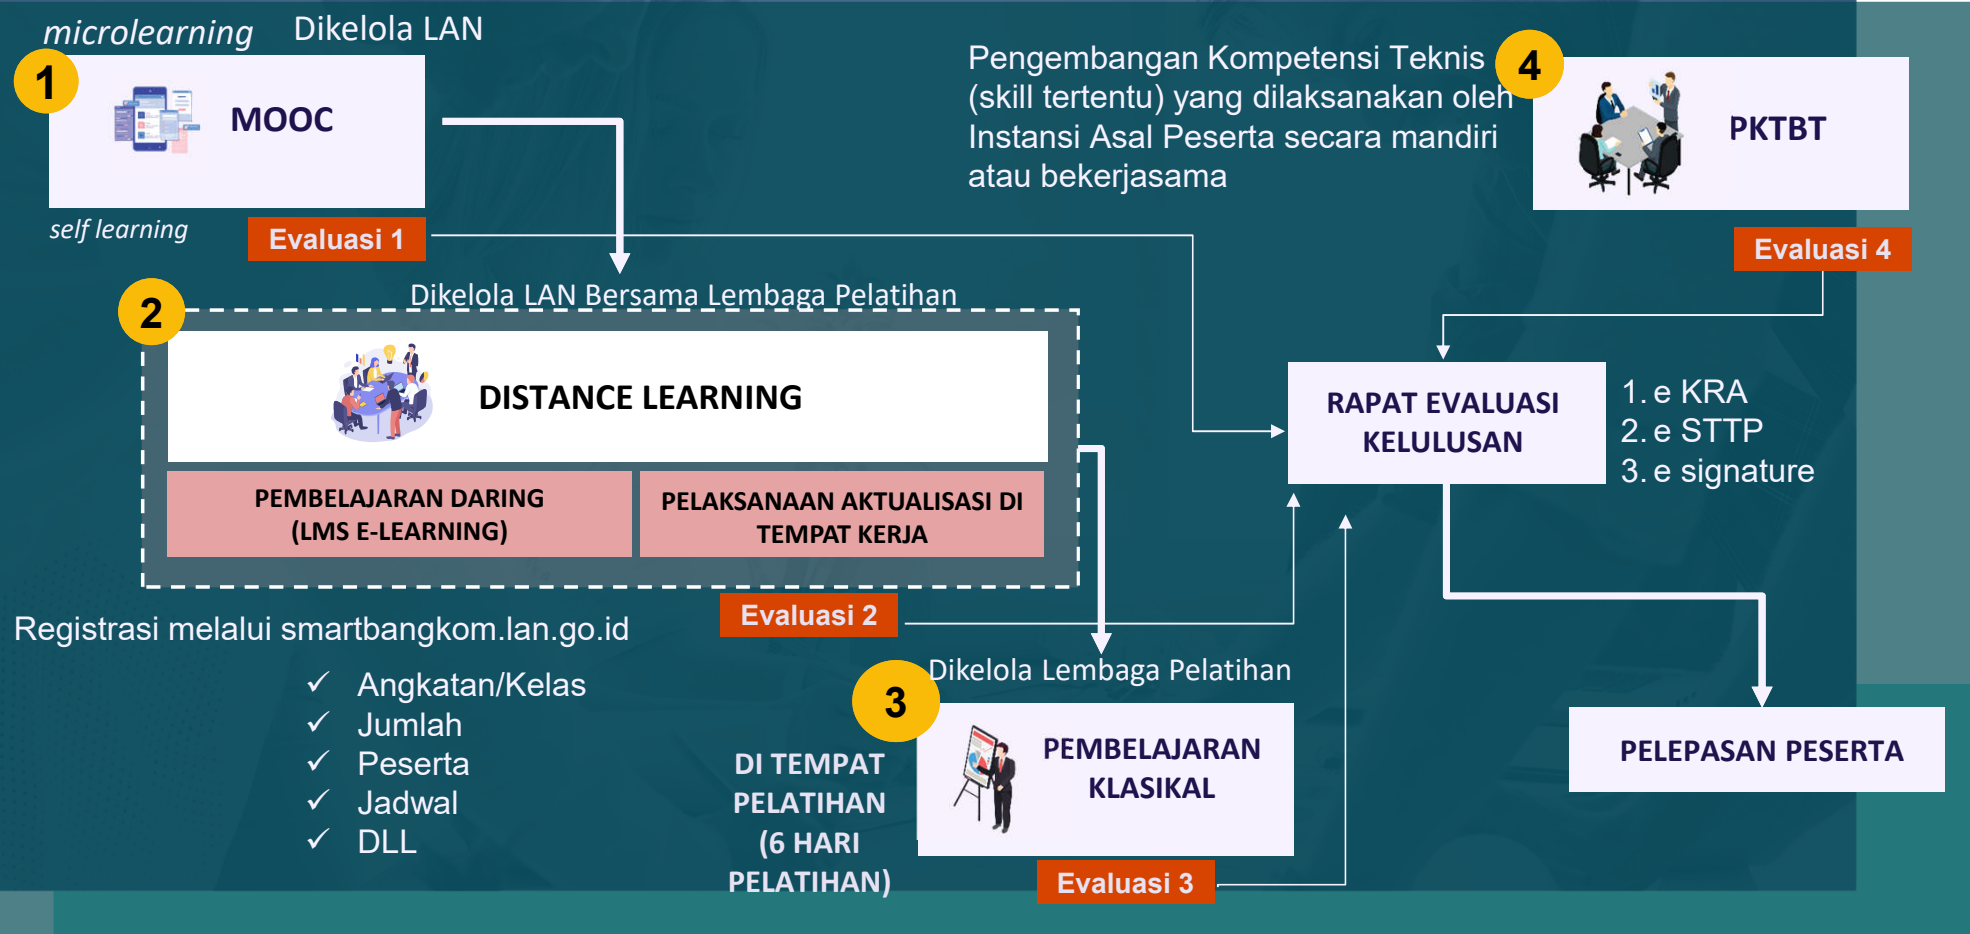 microlearning
Dikelola LAN
1
MOOC
self learning
Evaluasi 1
Pengembangan Kompetensi Teknis
(skill tertentu) yang dilaksanakan oleh
Instansi Asal Peserta secara mandiri
atau bekerjasama
4
PKTBT
Evaluasi 4
Dikelola LAN Bersama Lembaga Pelatihan
2
DISTANCE LEARNING
PEMBELAJARAN DARING
(LMS E-LEARNING)
PELAKSANAAN AKTUALISASI DI
TEMPAT KERJA
Evaluasi 2
RAPAT EVALUASI
KELULUSAN
1. e KRA
2. e STTP
3. e signature
Registrasi melalui smartbangkom.lan.go.id
✓ Angkatan/Kelas
✓ Jumlah
✓ Peserta
✓ Jadwal
✓ DLL
Dikelola Lembaga Pelatihan
3
DI TEMPAT
PELATIHAN
(6 HARI
PELATIHAN)
PEMBELAJARAN
KLASIKAL
Evaluasi 3
PELEPASAN PESERTA